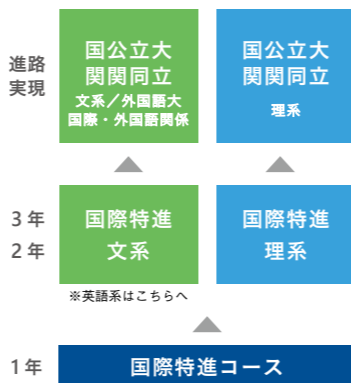 進路
実現
国公立大
関関同立
文系／外国語大
国際・外国語関係
国公立大
関関同立
理系
3年
2年
国際特進
文系
国際特進
理系
※英語系はこちらへ
1年
国際特進コース